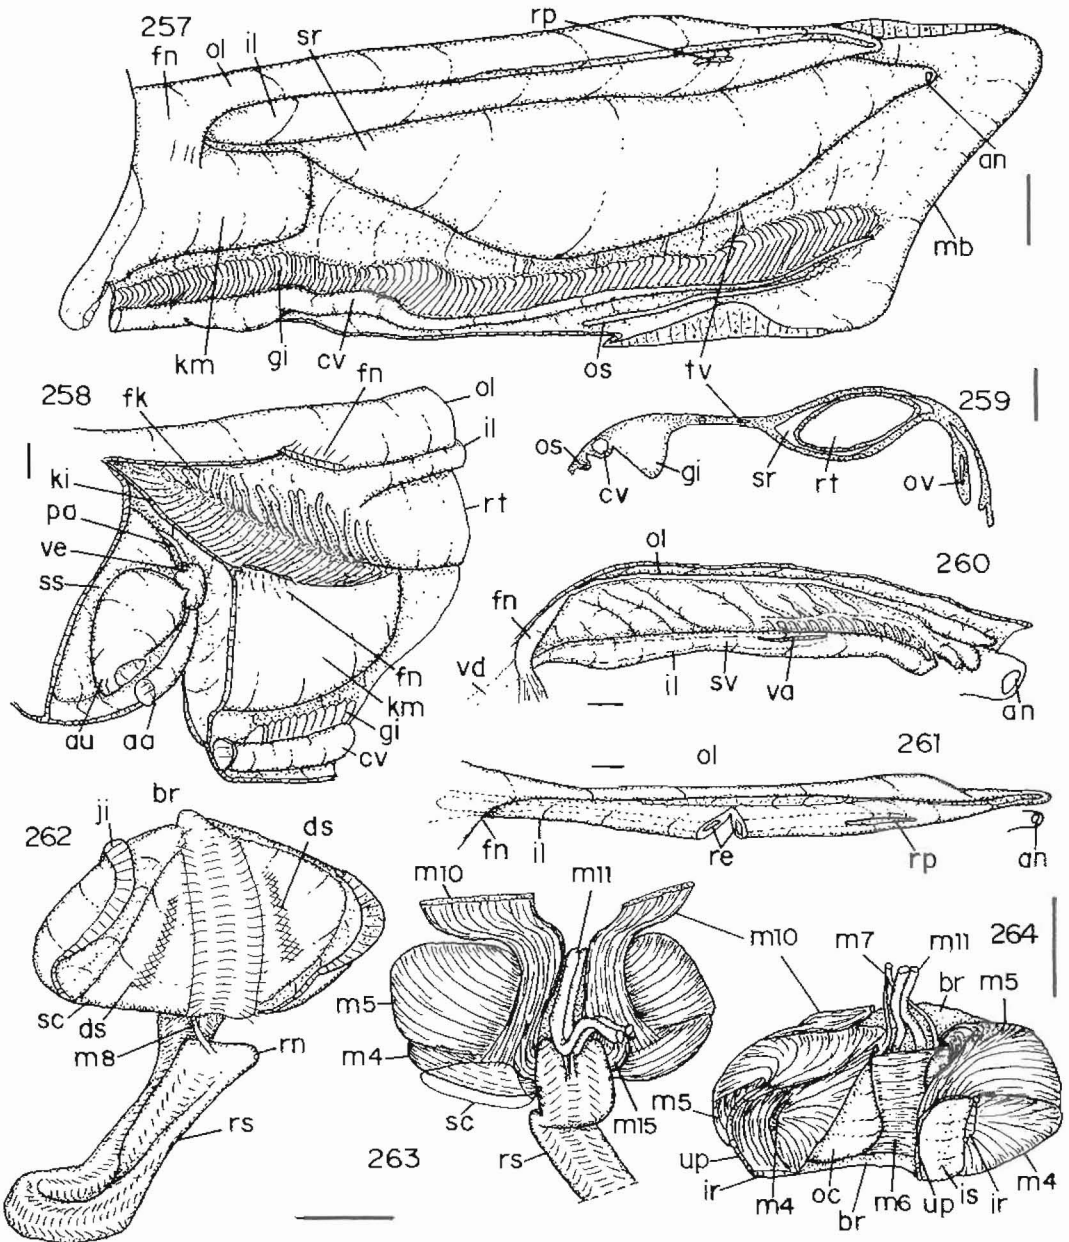 257
fn ol il sr rp
an
mb
km gi cv os tv
258
fk fn ol
il
ki
pa
ve
ss
rt
fn
km
gi
cv
au aa
259
os cv gi sr rt ov
260
ol
fn
vd
il sv va
an
261
ol
fn il re rp an
262
ji br ds
sc ds
m8
rn
rs
263
m10 m11 m10
m5
m4
sc
m15
rs
264
m7 m11
br
m5
m5
up
ir m4 oc br m6 up is ir
m4